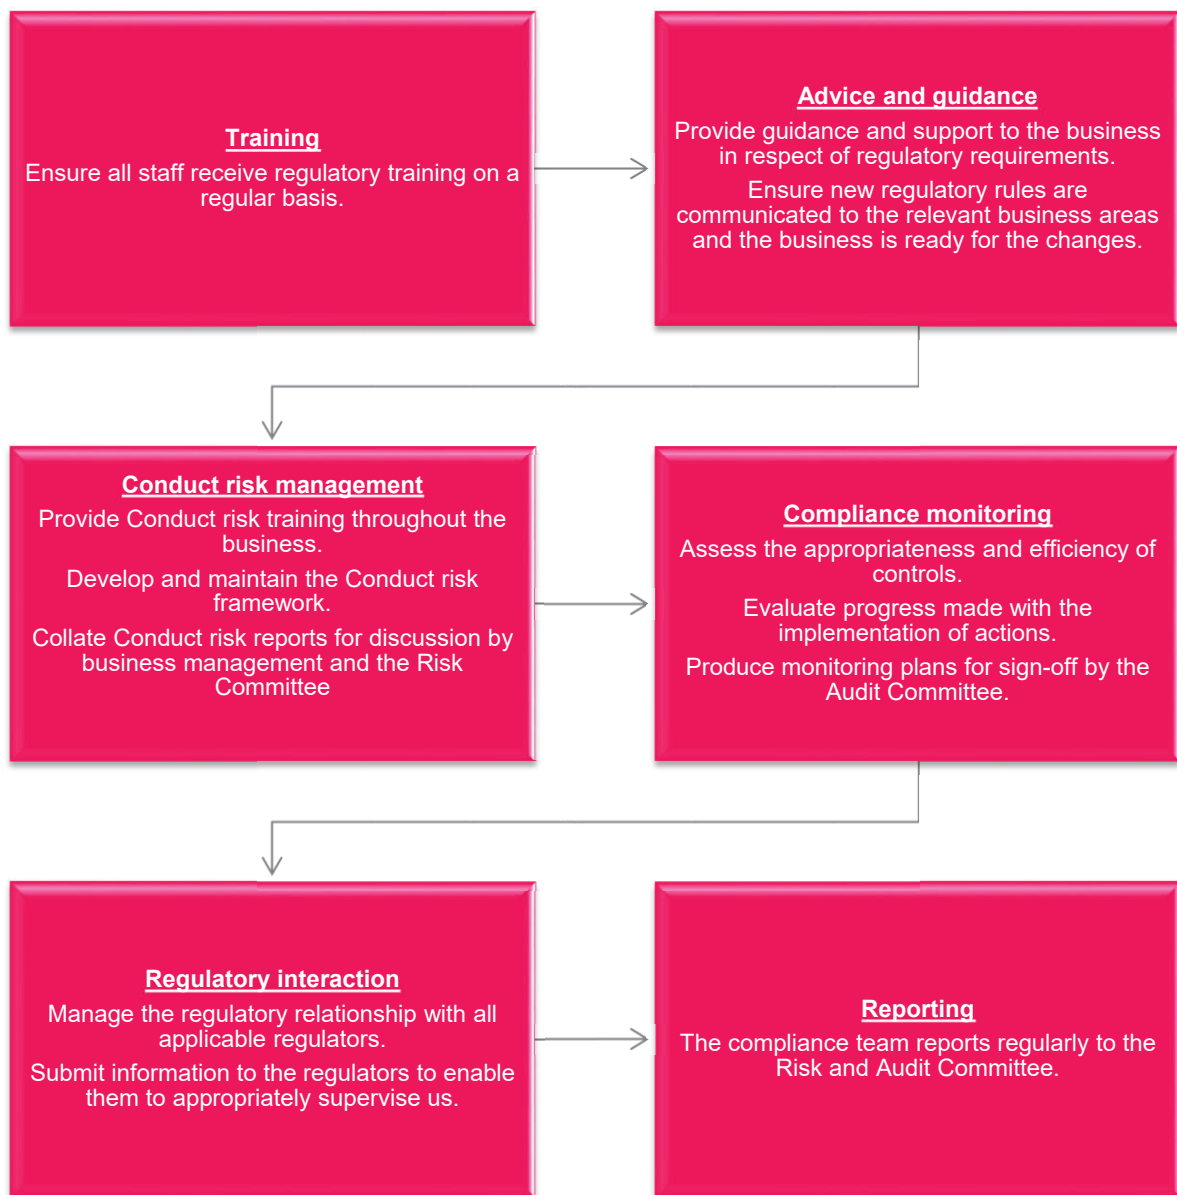 Training
Ensure all staff receive regulatory training on a
regular basis.
Advice and guidance
Provide guidance and support to the business
in respect of regulatory requirements.
Ensure new regulatory rules are
communicated to the relevant business areas
and the business is ready for the changes.
Conduct risk management
Provide Conduct risk training throughout the
business.
Develop and maintain the Conduct risk
framework.
Collate Conduct risk reports for discussion by
business management and the Risk
Committee
Compliance monitoring
Assess the appropriateness and efficiency of
controls.
Evaluate progress made with the
implementation of actions.
Produce monitoring plans for sign-off by the
Audit Committee.
Regulatory interaction
Manage the regulatory relationship with all
applicable regulators.
Submit information to the regulators to enable
them to appropriately supervise us.
Reporting
The compliance team reports regularly to the
Risk and Audit Committee.